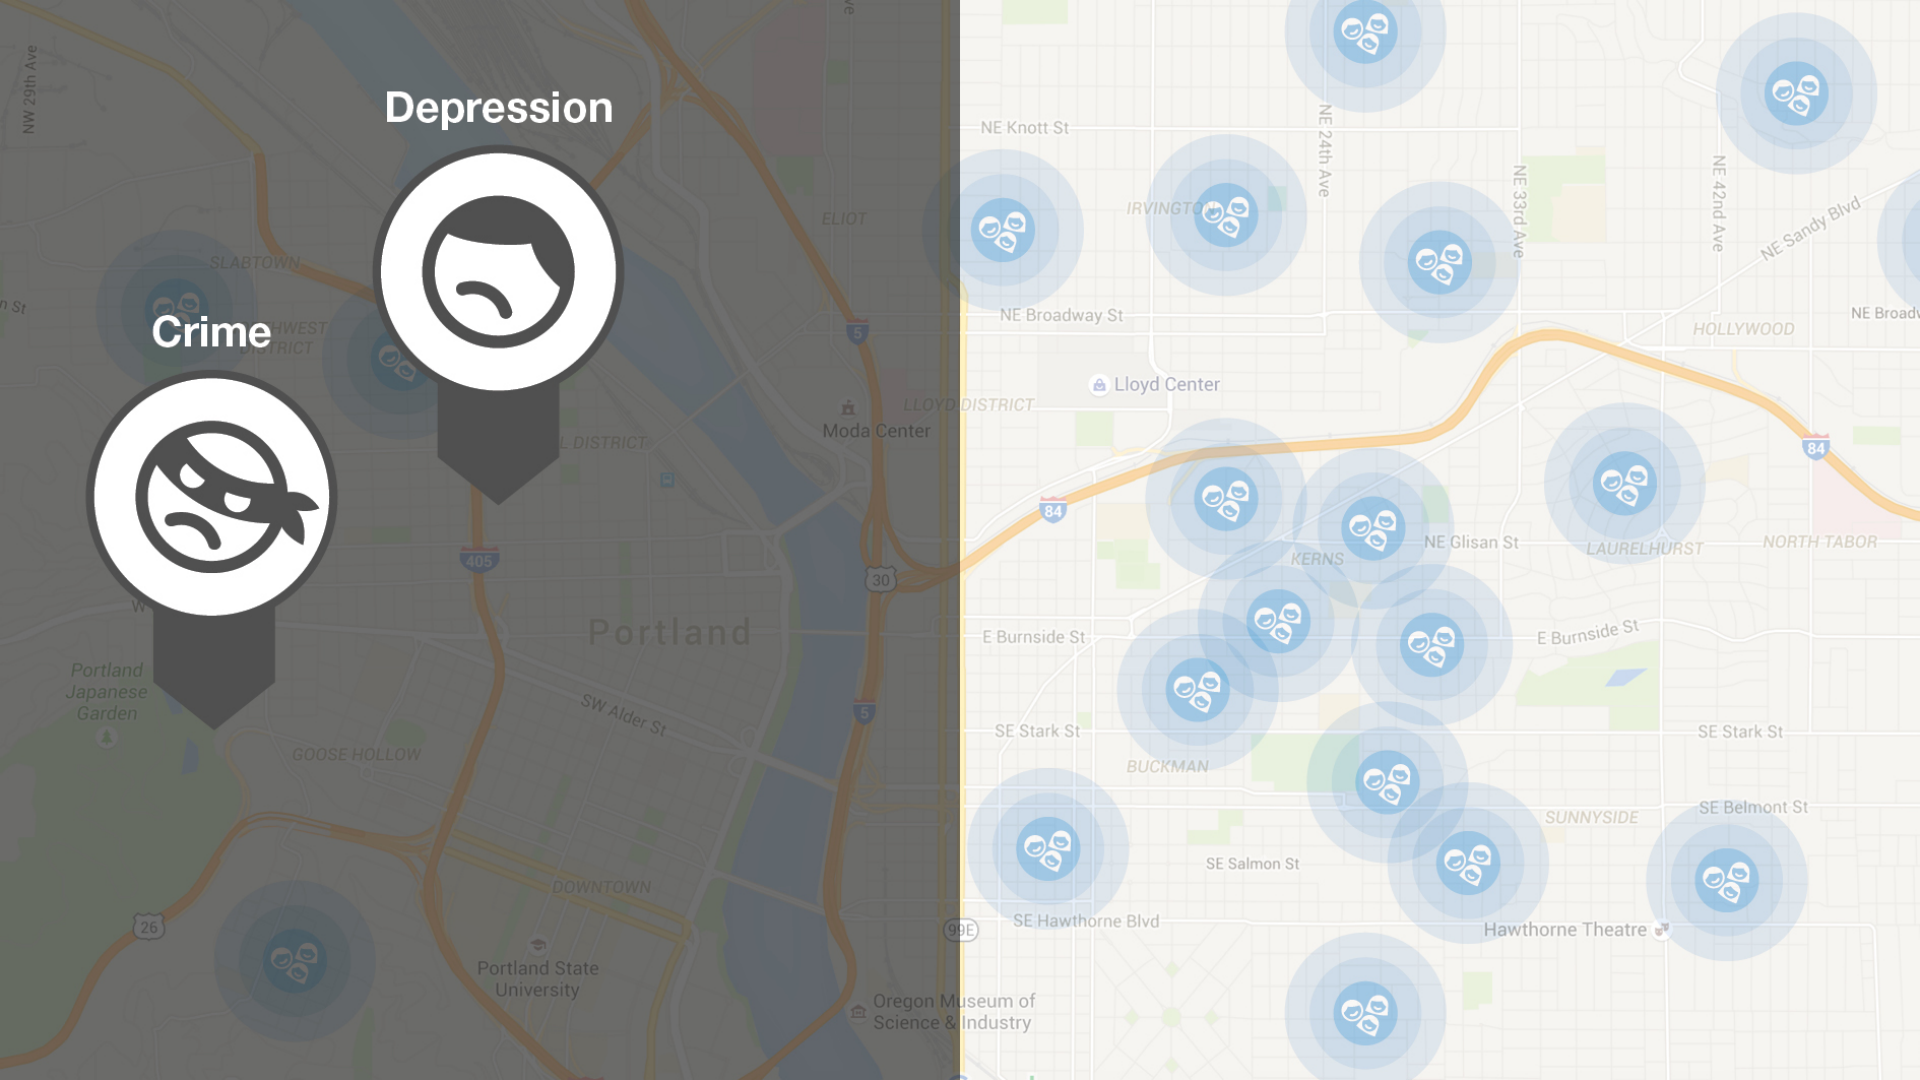 NW 29th Ave
Depression
Crime
SLABTOWN
ELIOT
DISTRICT
5
LLOYD DISTRICT
Moda Center
L DISTRICT
405
30
Portland
Portland
Japanese
Garden
SW Alder St
5
GOOSE HOLLOW
DOWNTOWN
26
Portland State
University
Oregon Museum of
Science & Industry
99E
NE Knott St
NE 24th Ave
NE 33rd Ave
NE 42nd Ave
IRVINGTON
NE Sandy Blvd
NE Broadway St
HOLLYWOOD
NE Broadw
Lloyd Center
84
84
NE Glisan St
KERNS
LAURELHURST
NORTH TABOR
E Burnside St
E Burnside St
SE Stark St
SE Stark St
BUCKMAN
SE Belmont St
SUNNYSIDE
SE Salmon St
SE Hawthorne Blvd
Hawthorne Theatre